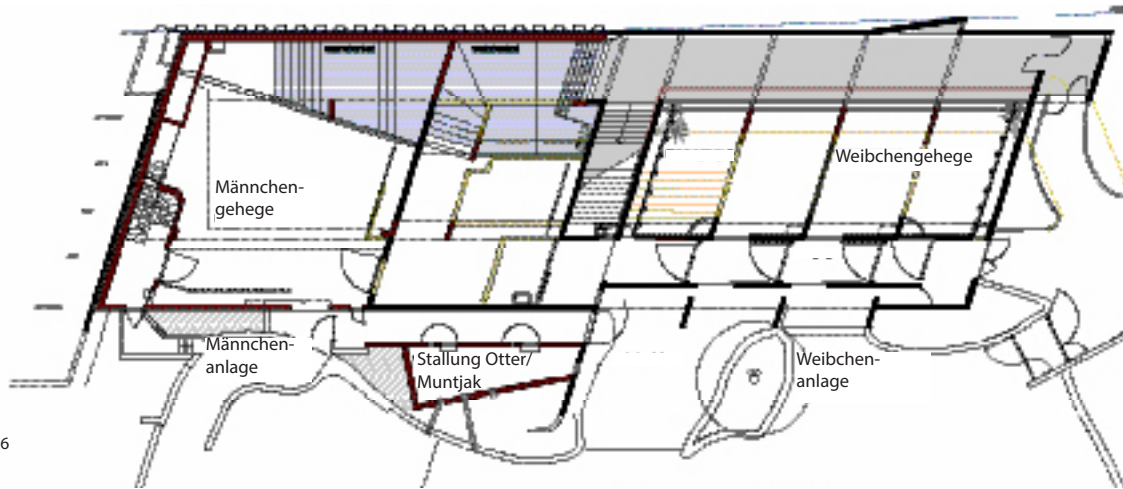 Weibchengehege
Männchen-
gehege
Männchen-
anlage
Stallung Otter/
Muntjak
Weibchen-
anlage
6